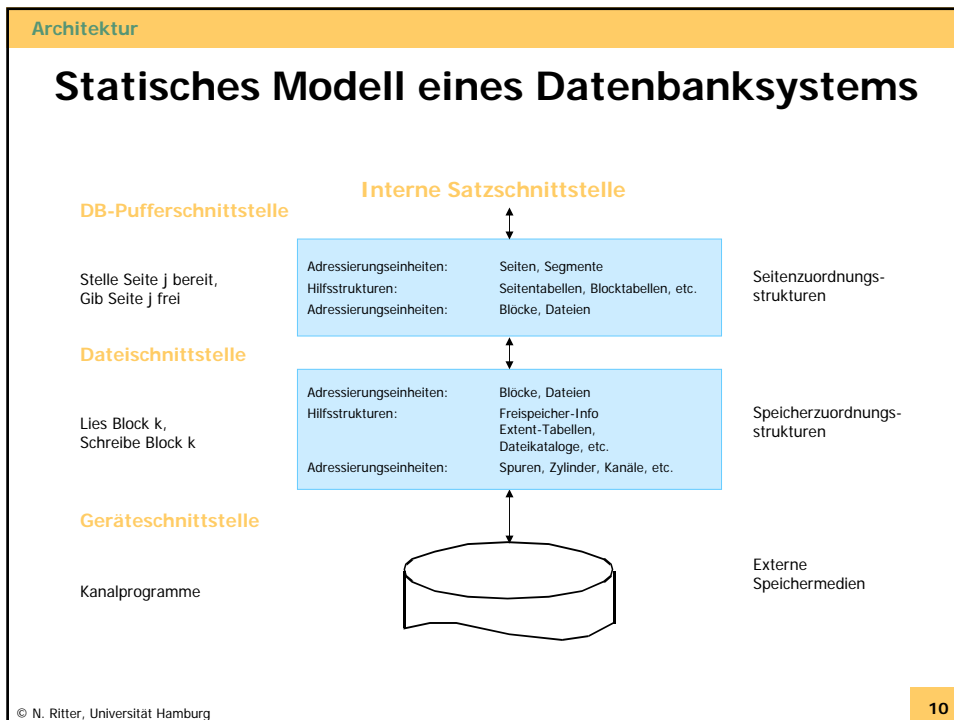 Architektur
Statisches Modell eines Datenbanksystems
Interne Satzschnittstelle
DB-Pufferschnittstelle
Stelle Seite j bereit,
Gib Seite j frei
Adressierungseinheiten: Seiten, Segmente
Hilfsstrukturen: Seitentabellen, Blocktabellen, etc.
Adressierungseinheiten: Blöcke, Dateien
Seitenzuordnungs-
strukturen
Dateischnittstelle
Lies Block k,
Schreibe Block k
Adressierungseinheiten: Blöcke, Dateien
Hilfsstrukturen: Freispeicher-Info
Extent-Tabellen,
Dateikataloge, etc.
Adressierungseinheiten: Spuren, Zylinder, Kanäle, etc.
Speicherzuordnungs-
strukturen
Geräteschnittstelle
Kanalprogramme
Externe
Speichermedien
© N. Ritter, Universität Hamburg
10